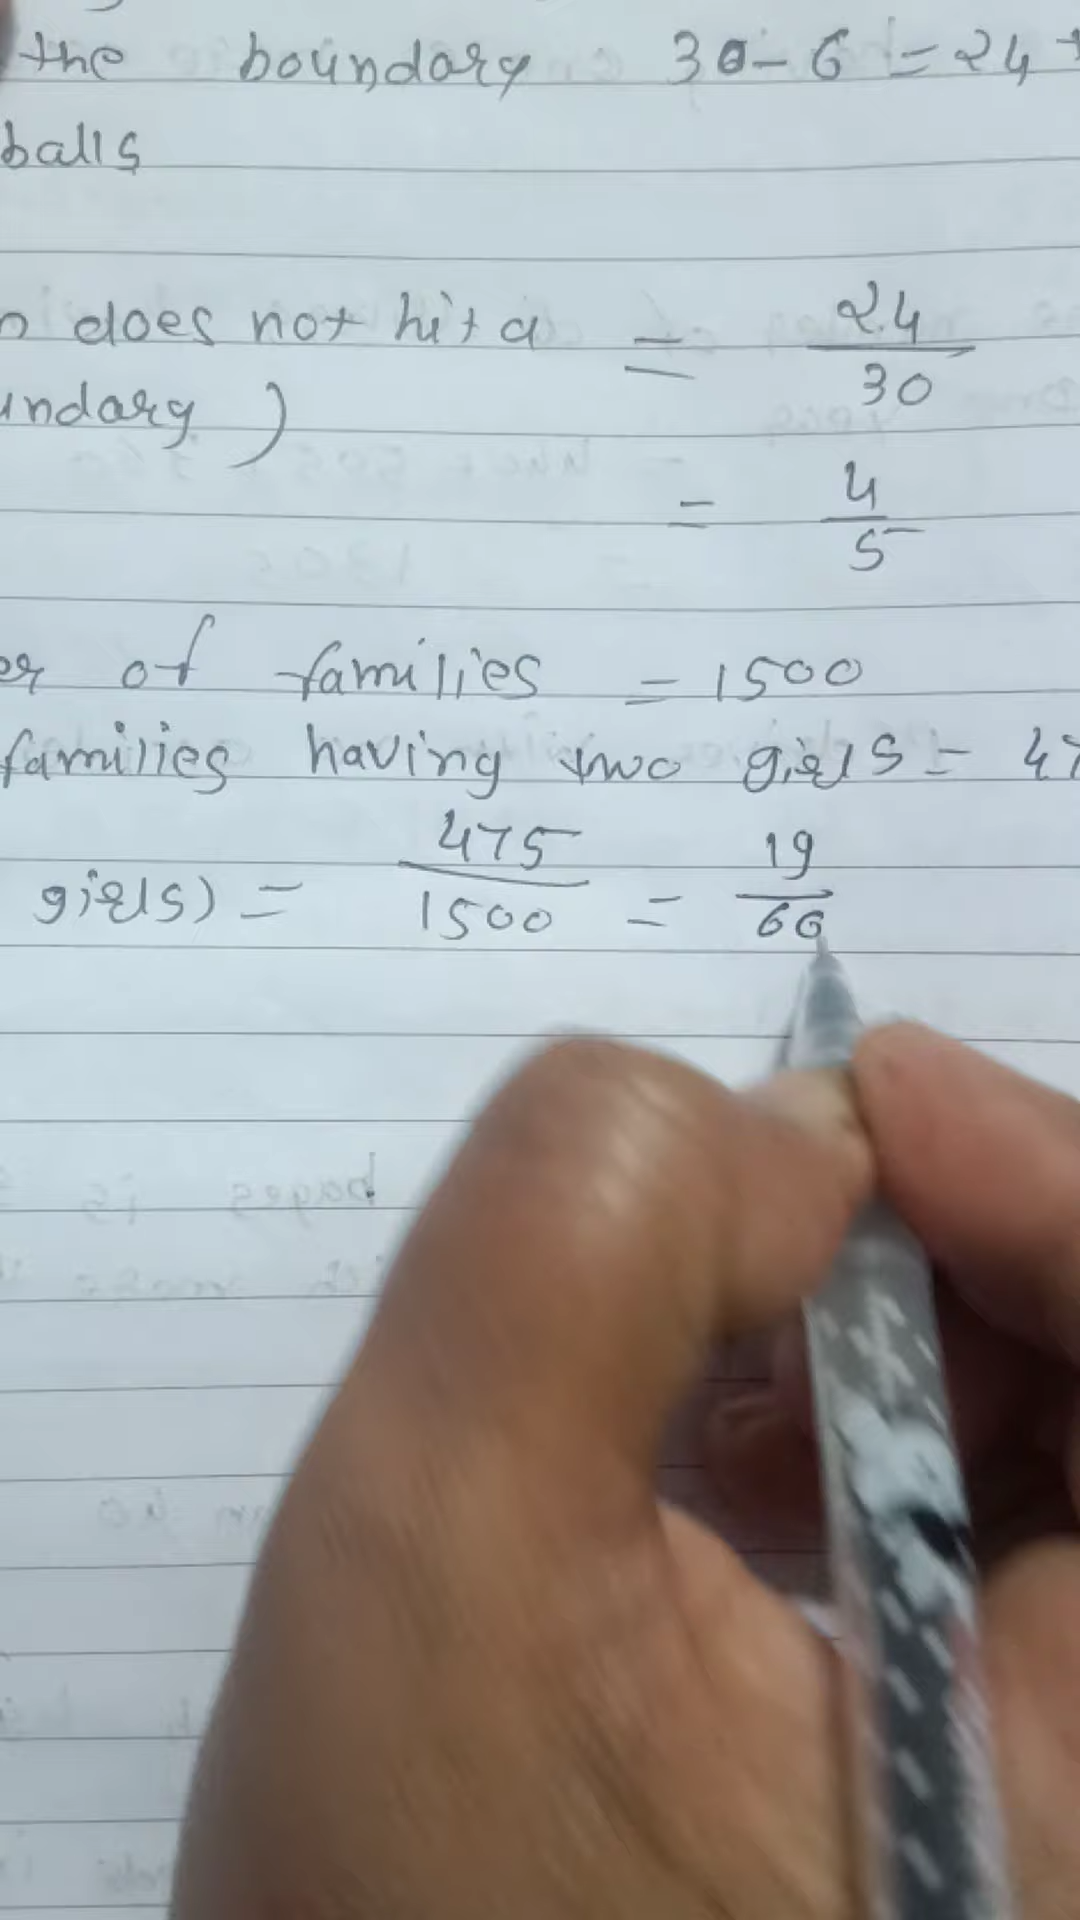 the boundary 30 - 6 = 24
balls
does not hit a = 24/30
undary)
= 4/5
of families = 1500
families having two girls = 47
girls) = 475/1500 = 19/60